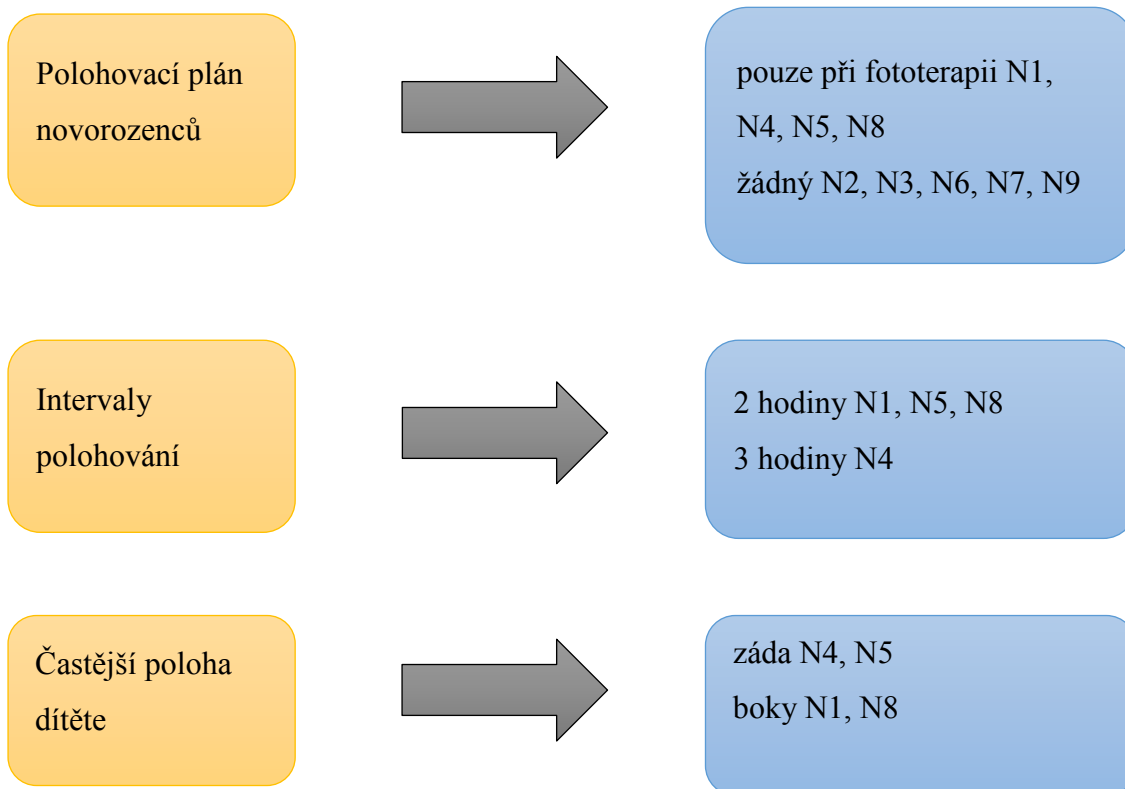 Polohovací plán
novorozenců
pouze při fototerapii N1,
N4, N5, N8
žádný N2, N3, N6, N7, N9
Intervaly
polohování
2 hodiny N1, N5, N8
3 hodiny N4
Častější poloha
dítěte
záda N4, N5
boky N1, N8